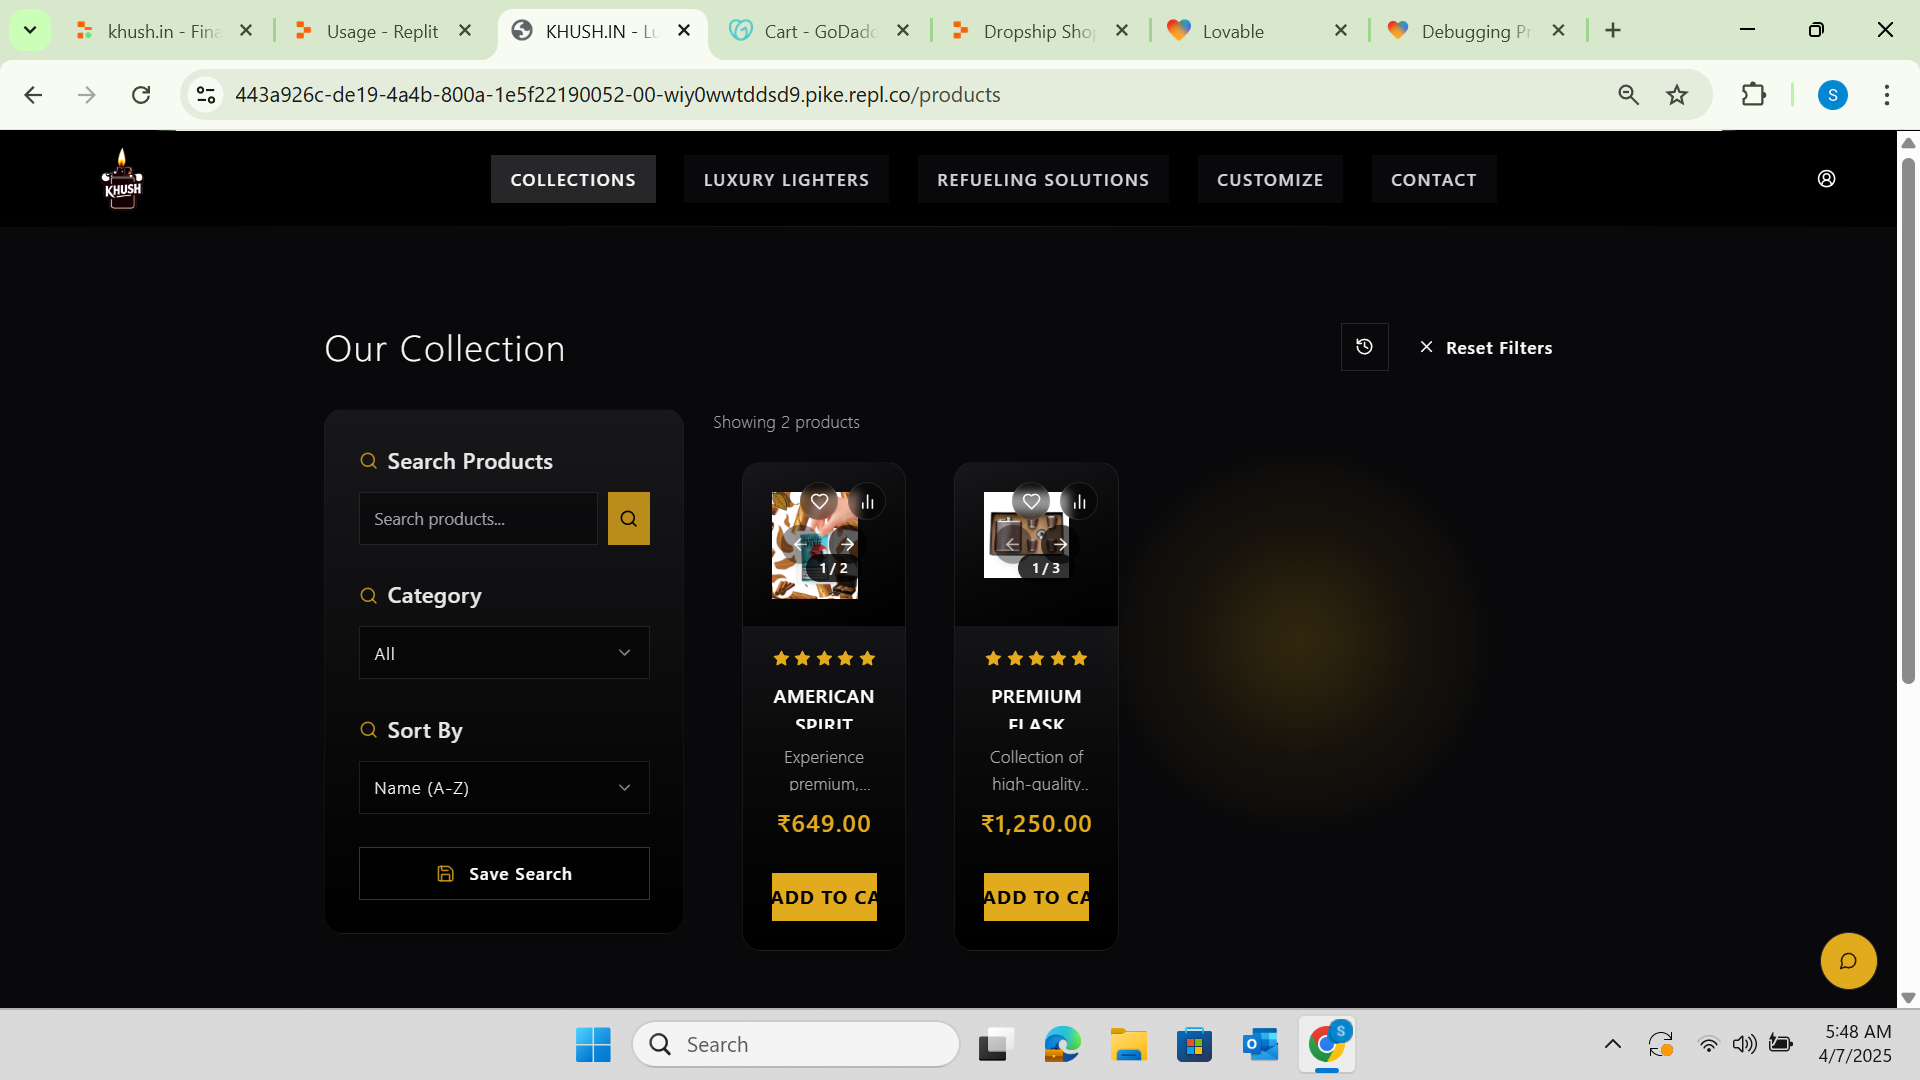 khush.in - Fina
Usage - Replit
KHUSH.IN - Lu
Cart - GoDadd
Dropship Shop
Lovable
Debugging Pr
443a926c-de19-4a4b-800a-1e5f22190052-00-wiy0wwtddsd9.pike.repl.co/products
S
KHUSH
COLLECTIONS
LUXURY LIGHTERS
REFUELING SOLUTIONS
CUSTOMIZE
CONTACT
Our Collection
Reset Filters
Search Products
Search products...
Category
All
Sort By
Name (A-Z)
Save Search
Showing 2 products
1 / 2
AMERICAN
SPIRIT
Experience
premium,...
₹649.00
ADD TO CA
1 / 3
PREMIUM
FLASK
Collection of
high-quality..
₹1,250.00
ADD TO CA
Search
S
5:48 AM
4/7/2025